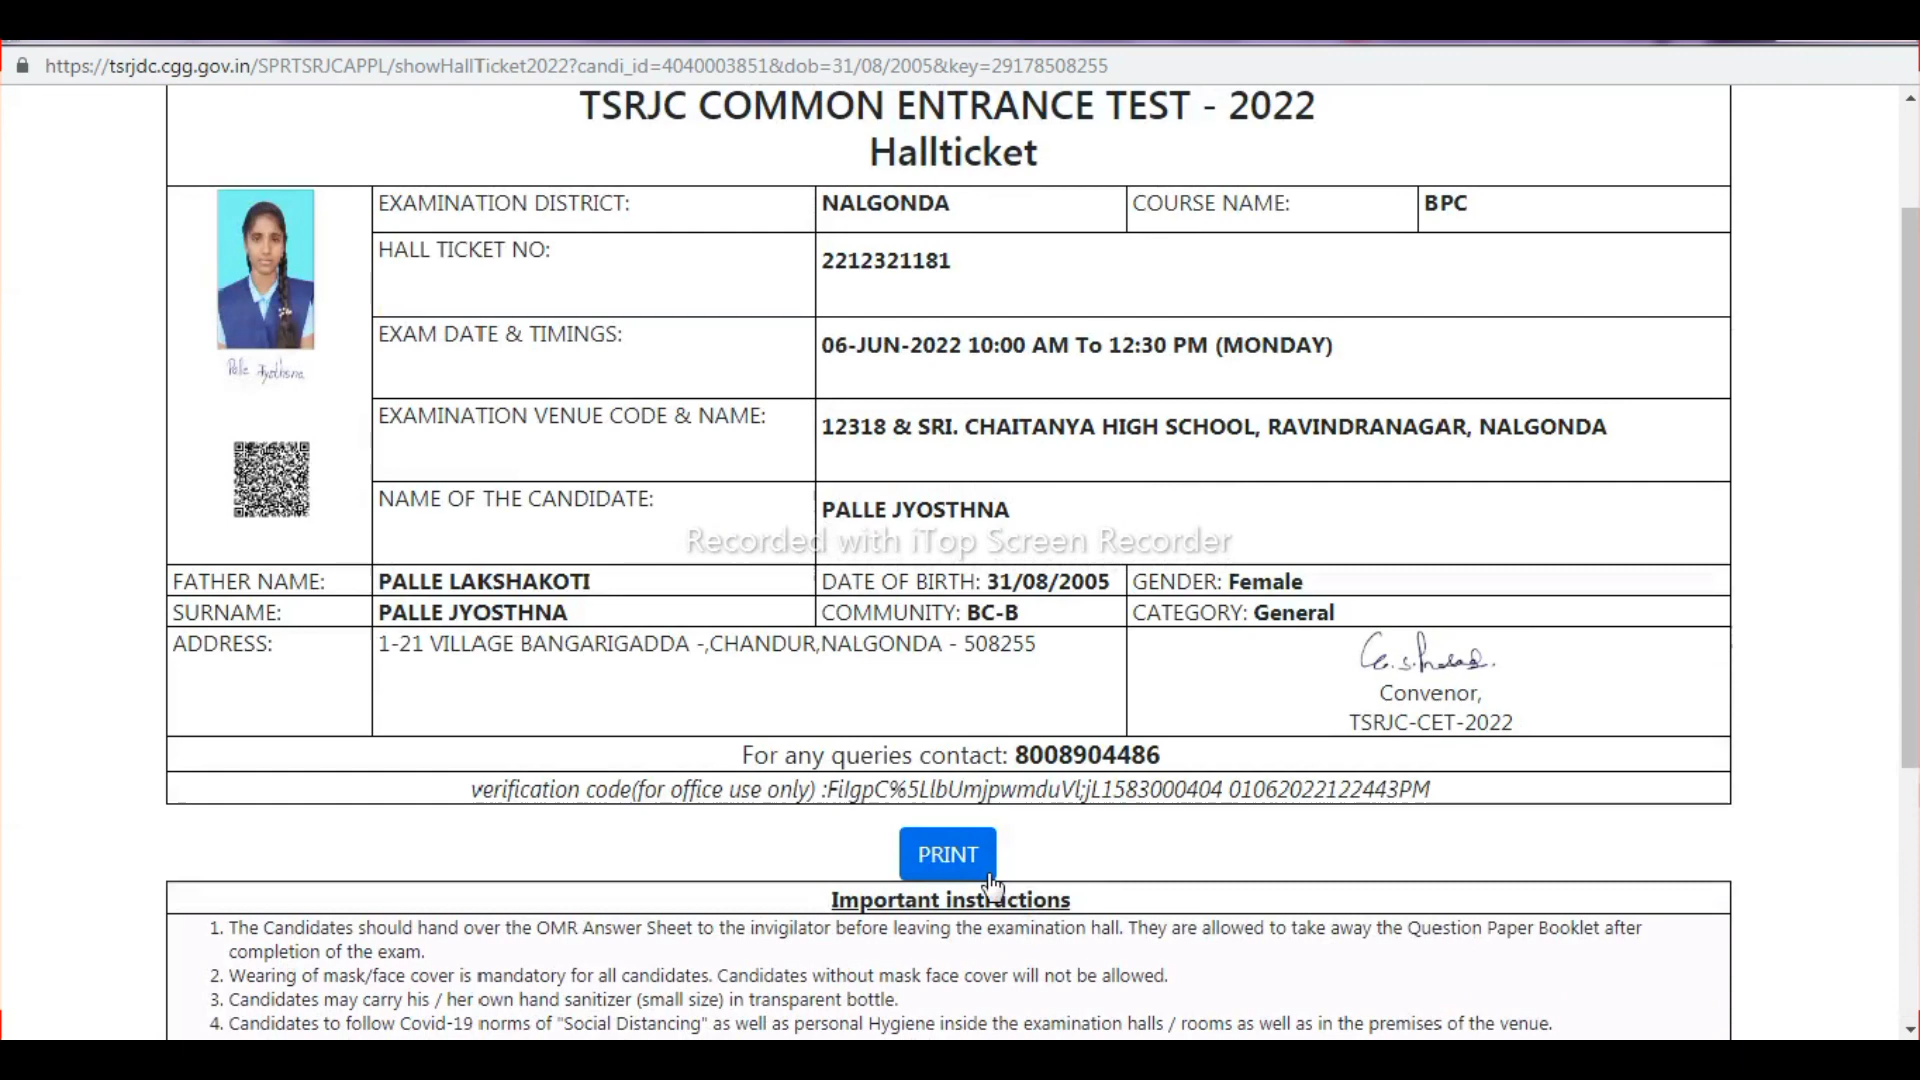 https://tsrjdc.cgg.gov.in/SPRTSRJCAPPL/showHallTicket2022?candi_id=4040003851&dob=31/08/2005&key=29178508255
TSRJC COMMON ENTRANCE TEST - 2022
Hallticket
EXAMINATION DISTRICT: NALGONDA COURSE NAME: BPC
HALL TICKET NO: 2212321181
EXAM DATE & TIMINGS: 06-JUN-2022 10:00 AM To 12:30 PM (MONDAY)
Palle Jyothsna
EXAMINATION VENUE CODE & NAME: 12318 & SRI. CHAITANYA HIGH SCHOOL, RAVINDRANAGAR, NALGONDA
NAME OF THE CANDIDATE: PALLE JYOSTHNA
Recorded with iTop Screen Recorder
FATHER NAME: PALLE LAKSHAKOTI DATE OF BIRTH: 31/08/2005 GENDER: Female
SURNAME: PALLE JYOSTHNA COMMUNITY: BC-B CATEGORY: General
ADDRESS: 1-21 VILLAGE BANGARIGADDA -,CHANDUR,NALGONDA - 508255
Convenor,
TSRJC-CET-2022
For any queries contact: 8008904486
verification code(for office use only) :FiIgpC%5LlbUmjpwmduVl;jL1583000404 01062022122443PM
PRINT
Important instructions
1. The Candidates should hand over the OMR Answer Sheet to the invigilator before leaving the examination hall. They are allowed to take away the Question Paper Booklet after
completion of the exam.
2. Wearing of mask/face cover is mandatory for all candidates. Candidates without mask face cover will not be allowed.
3. Candidates may carry his / her own hand sanitizer (small size) in transparent bottle.
4. Candidates to follow Covid-19 norms of "Social Distancing" as well as personal Hygiene inside the examination halls / rooms as well as in the premises of the venue.